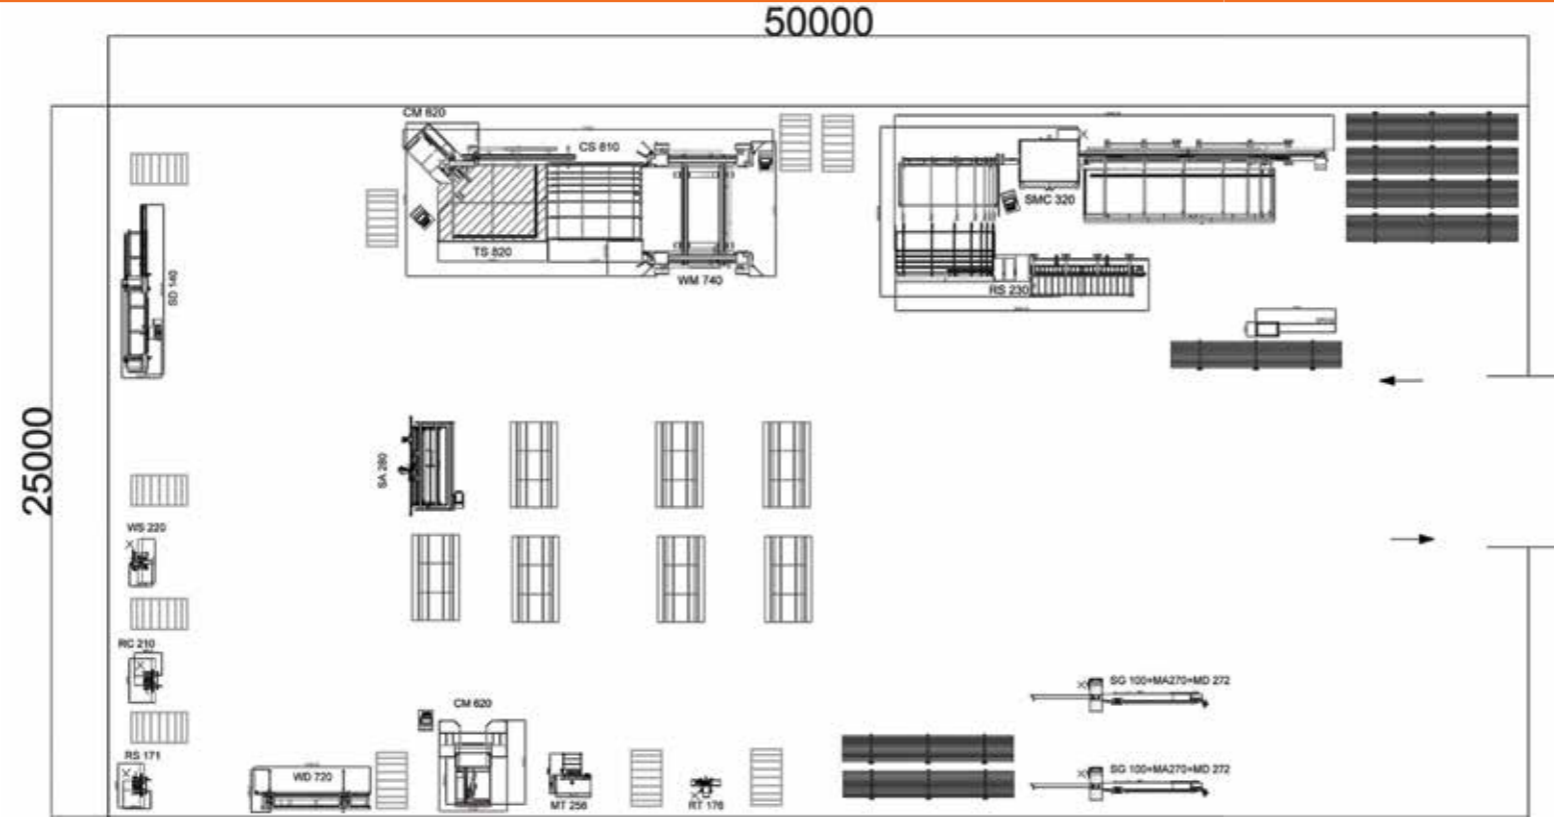 50000
CM 620
CS 810
SMC 320
TS 820
WM 740
RS 230
SD 140
25000
SA 280
WS 220
RC 210
SG 100+MA270+MD 272
CM 620
RS 171
WD 720
MT 256
RT 176
SG 100+MA270+MD 272